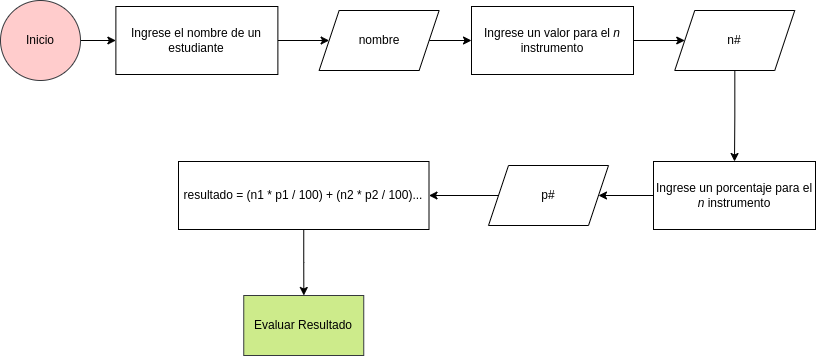 Inicio
Ingrese el nombre de un
estudiante
nombre
Ingrese un valor para el n
instrumento
n#
Ingrese un porcentaje para el
n instrumento
p#
resultado = (n1 * p1 / 100) + (n2 * p2 / 100)...
Evaluar Resultado